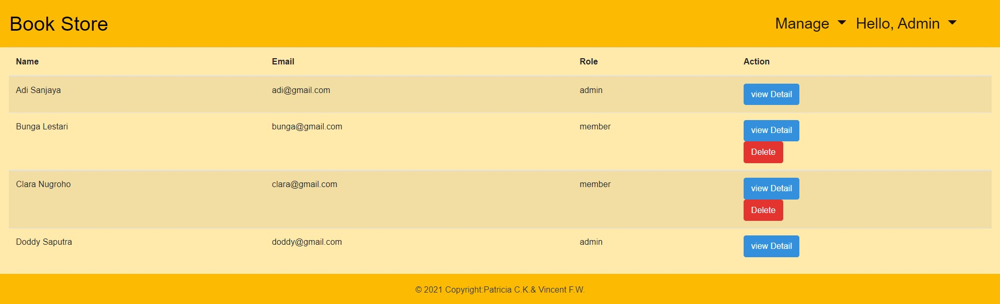 Book Store Manage Hello, Admin
Name Email Role Action
Adi Sanjaya adi@gmail.com admin view Detail
Bunga Lestari bunga@gmail.com member view Detail
Delete
Clara Nugroho clara@gmail.com member view Detail
Delete
Doddy Saputra doddy@gmail.com admin view Detail
© 2021 Copyright:Patricia C.K.& Vincent F.W.